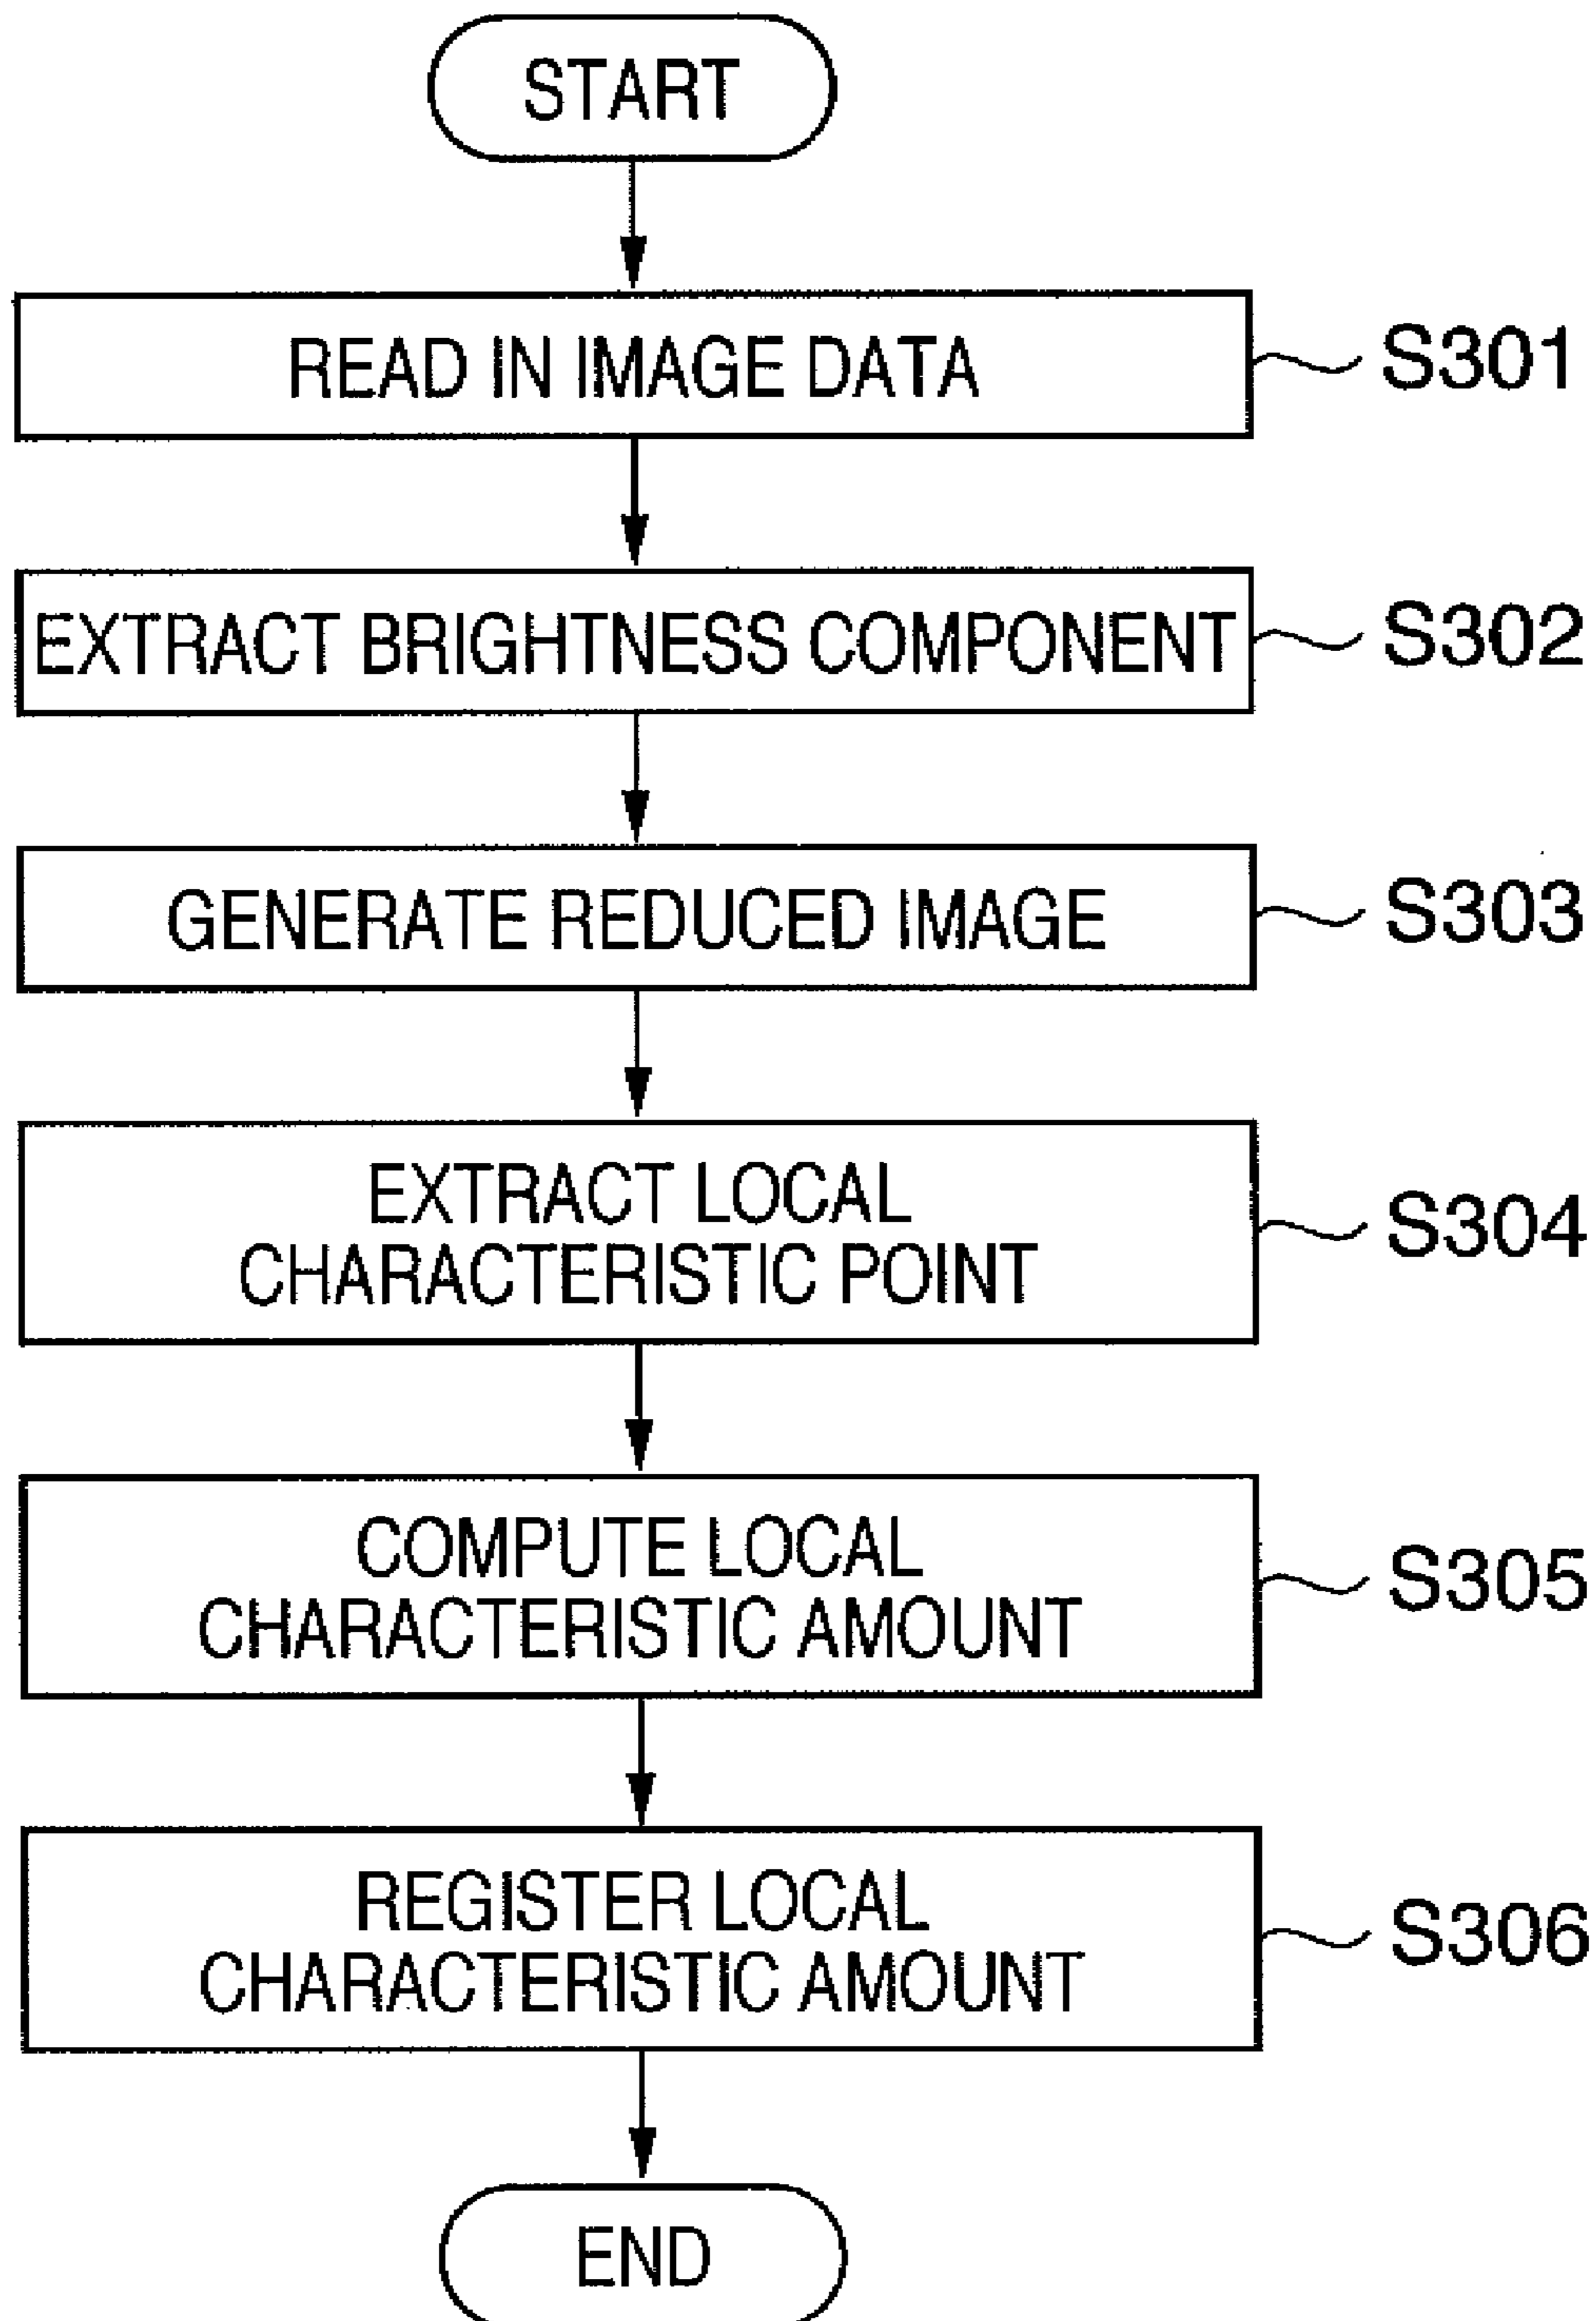 START
READ IN IMAGE DATA
S301
EXTRACT BRIGHTNESS COMPONENT
S302
GENERATE REDUCED IMAGE
S303
EXTRACT LOCAL
CHARACTERISTIC POINT
S304
COMPUTE LOCAL
CHARACTERISTIC AMOUNT
S305
REGISTER LOCAL
CHARACTERISTIC AMOUNT
S306
END